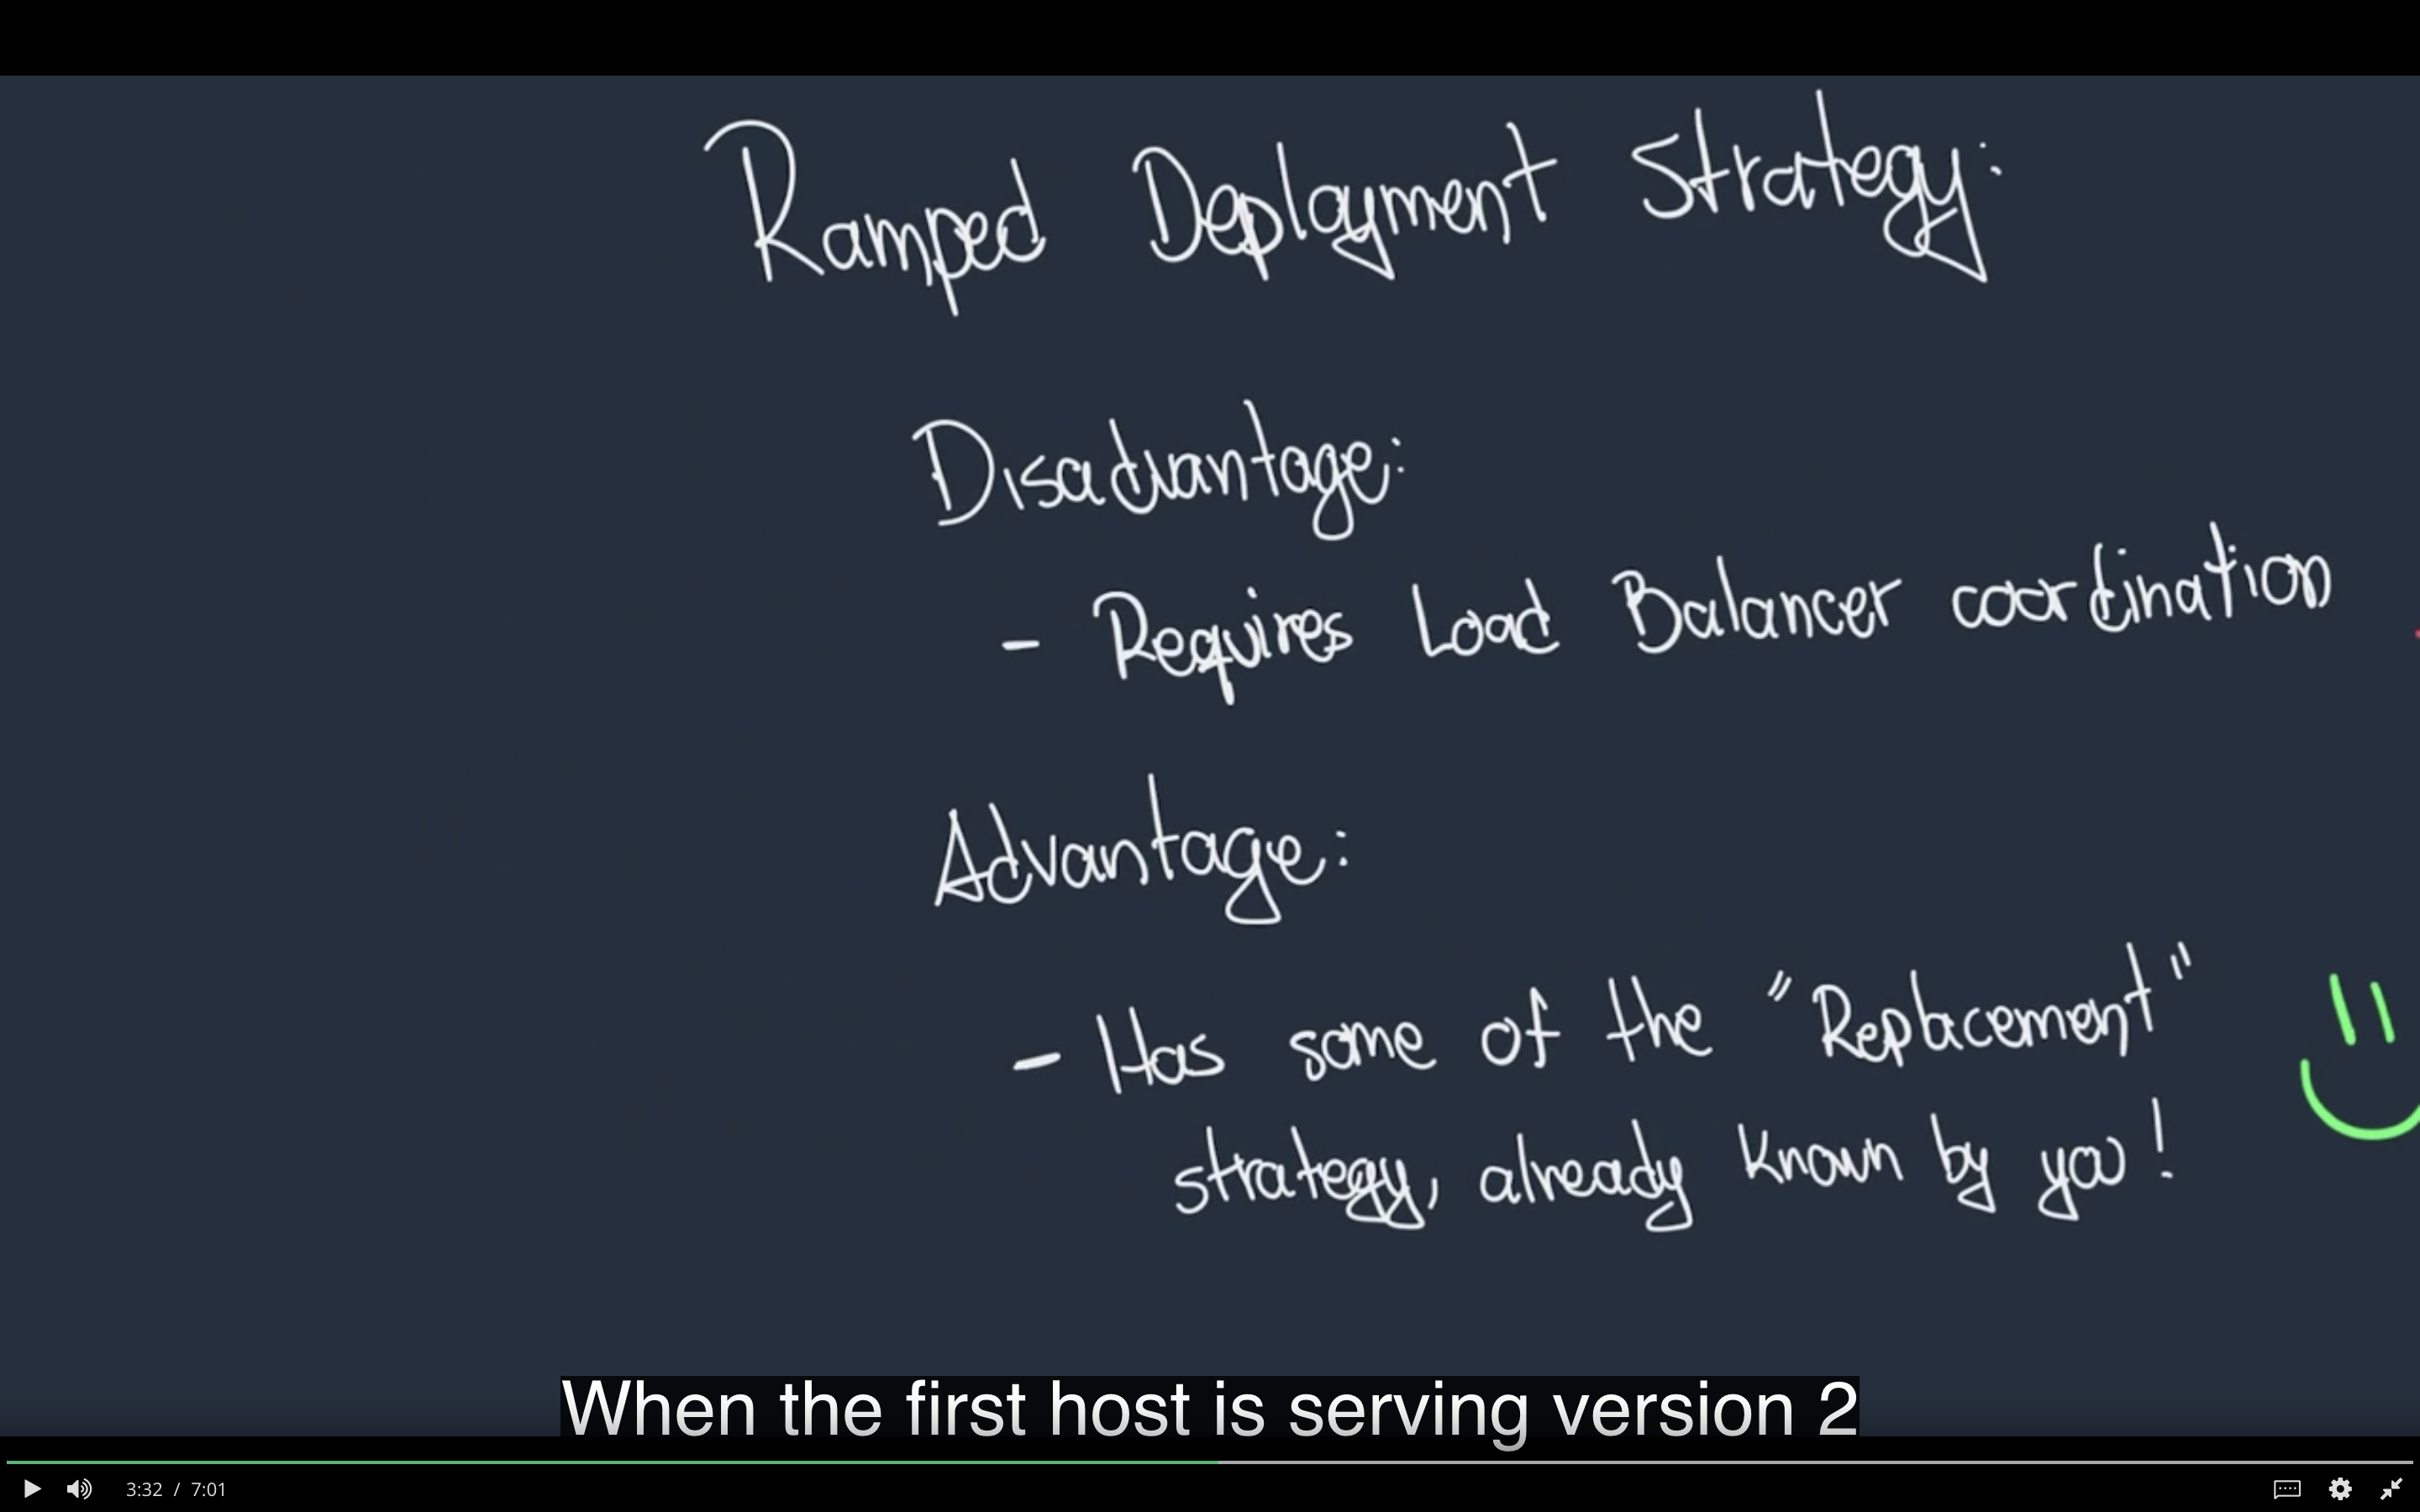 Ramped Deployment Strategy:
Disadvantage:
- Requires Load Balancer coordination
Advantage:
- Has some of the "Replacement"
strategy, already known by you!
When the first host is serving version 2
3:32 / 7:01